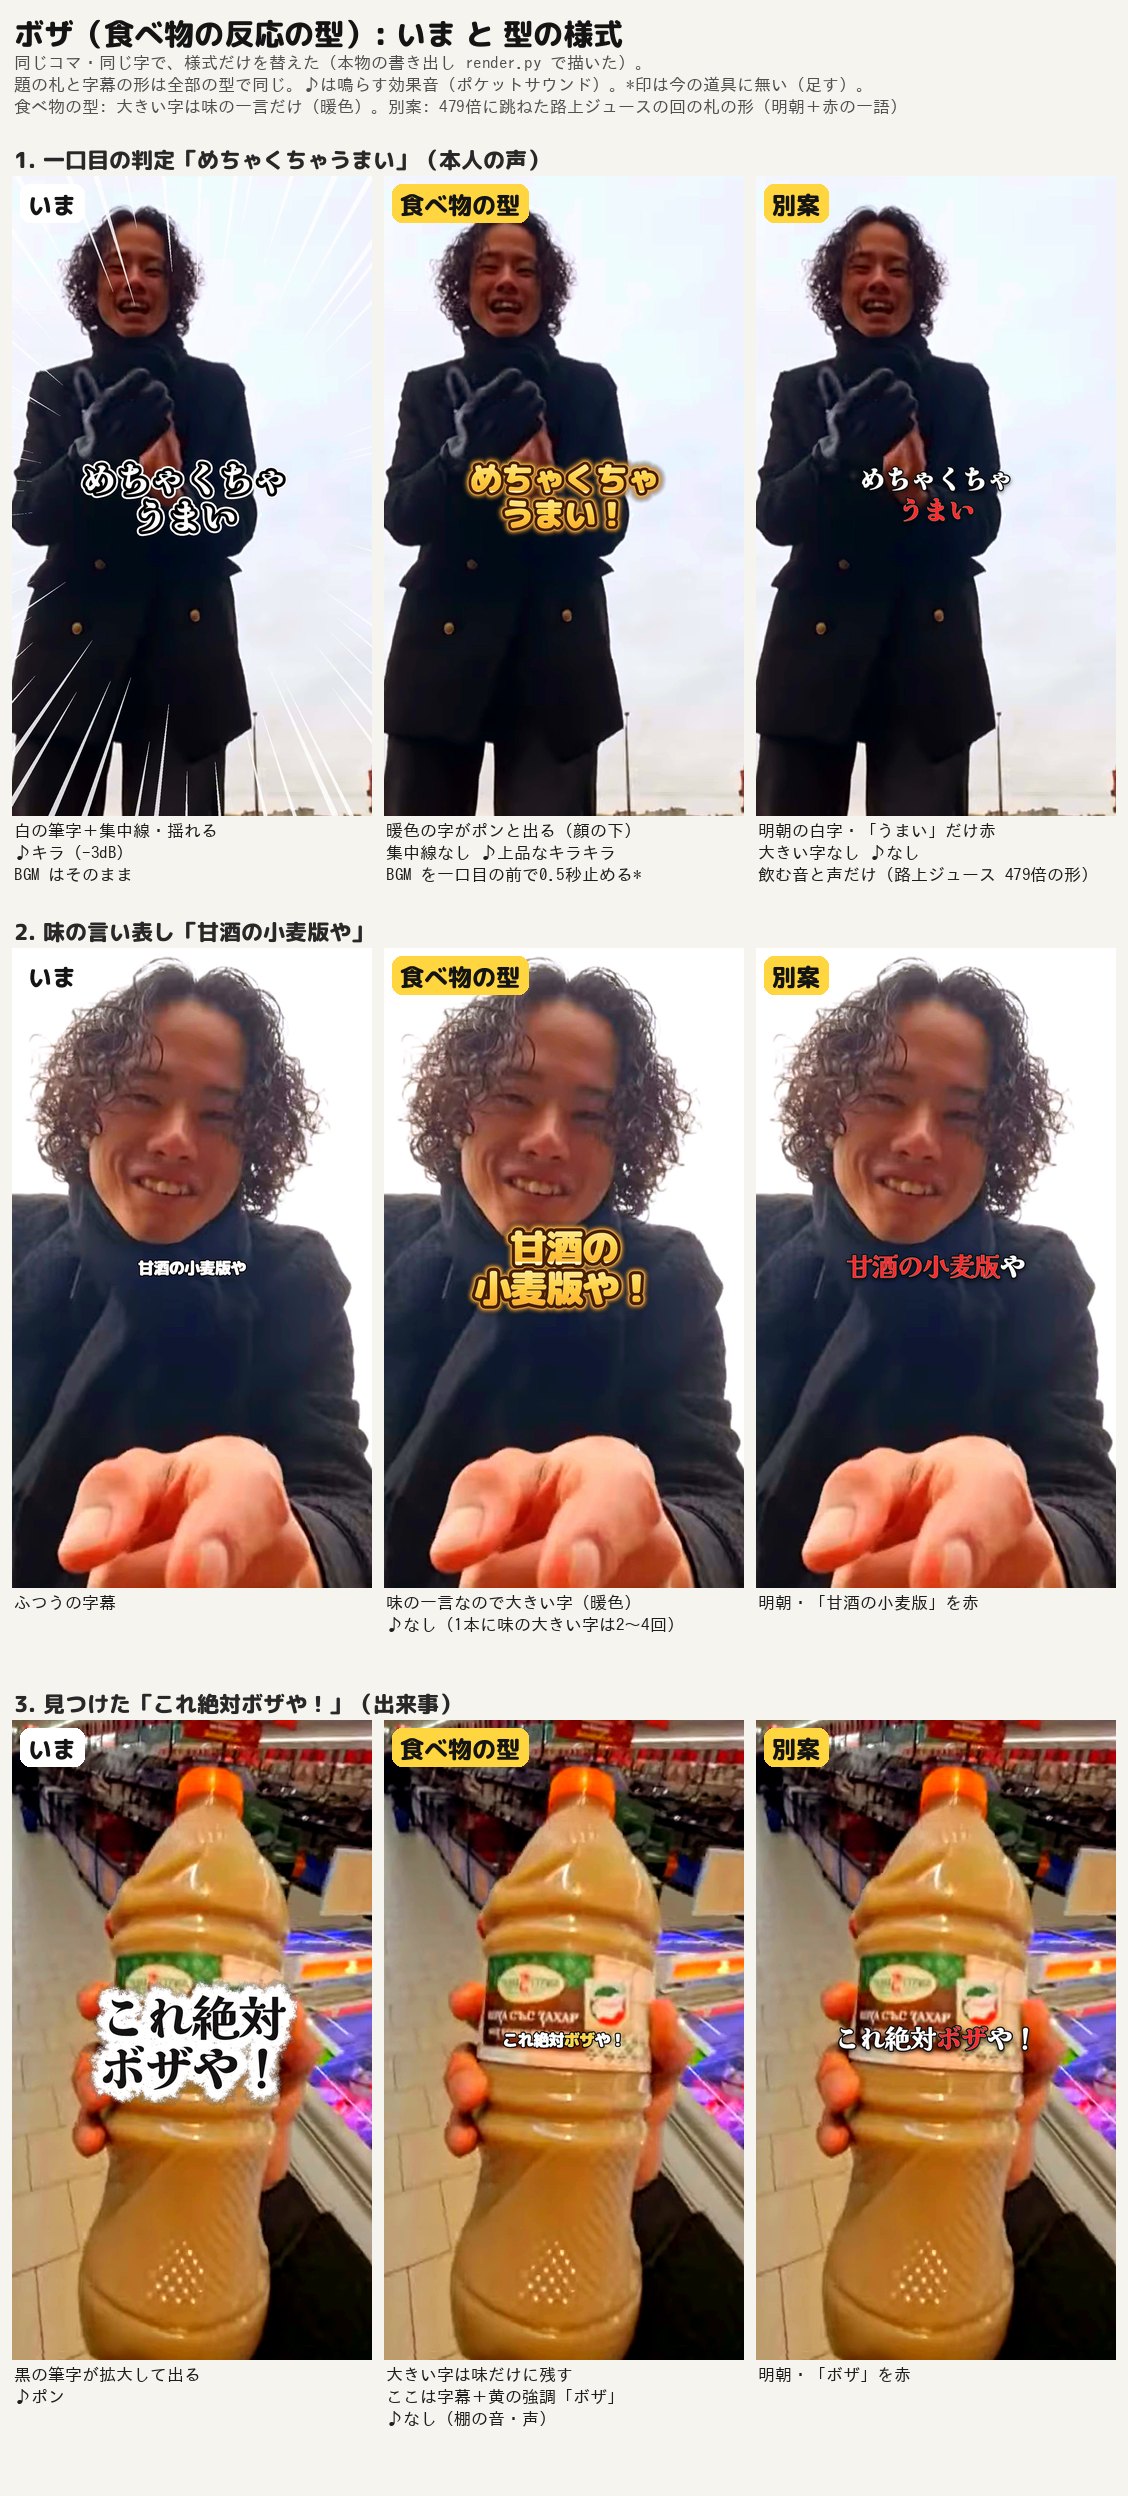 ボザ（食べ物の反応の型）: いま と 型の様式
同じコマ・同じ字で、様式だけを替えた（本物の書き出し render.py で描いた）。
題の札と字幕の形は全部の型で同じ。♪は鳴らす効果音（ポケットサウンド）。*印は今の道具に無い（足す）。
食べ物の型: 大きい字は味の一言だけ（暖色）。別案: 479倍に跳ねた路上ジュースの回の札の形（明朝＋赤の一語）
1. 一口目の判定「めちゃくちゃうまい」（本人の声）
いま
めちゃくちゃ
うまい
白の筆字＋集中線・揺れる
♪キラ（-3dB）
BGM はそのまま
食べ物の型
めちゃくちゃ
うまい！
暖色の字がポンと出る（顔の下）
集中線なし ♪上品なキラキラ
BGM を一口目の前で0.5秒止める*
別案
めちゃくちゃ
うまい
明朝の白字・「うまい」だけ赤
大きい字なし ♪なし
飲む音と声だけ（路上ジュース 479倍の形）
2. 味の言い表し「甘酒の小麦版や」
いま
甘酒の小麦版や
ふつうの字幕
食べ物の型
甘酒の
小麦版や！
味の一言なので大きい字（暖色）
♪なし（1本に味の大きい字は2〜4回）
別案
甘酒の小麦版や
明朝・「甘酒の小麦版」を赤
3. 見つけた「これ絶対ボザや！」（出来事）
いま
これ絶対
ボザや！
黒の筆字が拡大して出る
♪ポン
食べ物の型
これ絶対ボザや！
大きい字は味だけに残す
ここは字幕＋黄の強調「ボザ」
♪なし（棚の音・声）
別案
これ絶対ボザや！
明朝・「ボザ」を赤